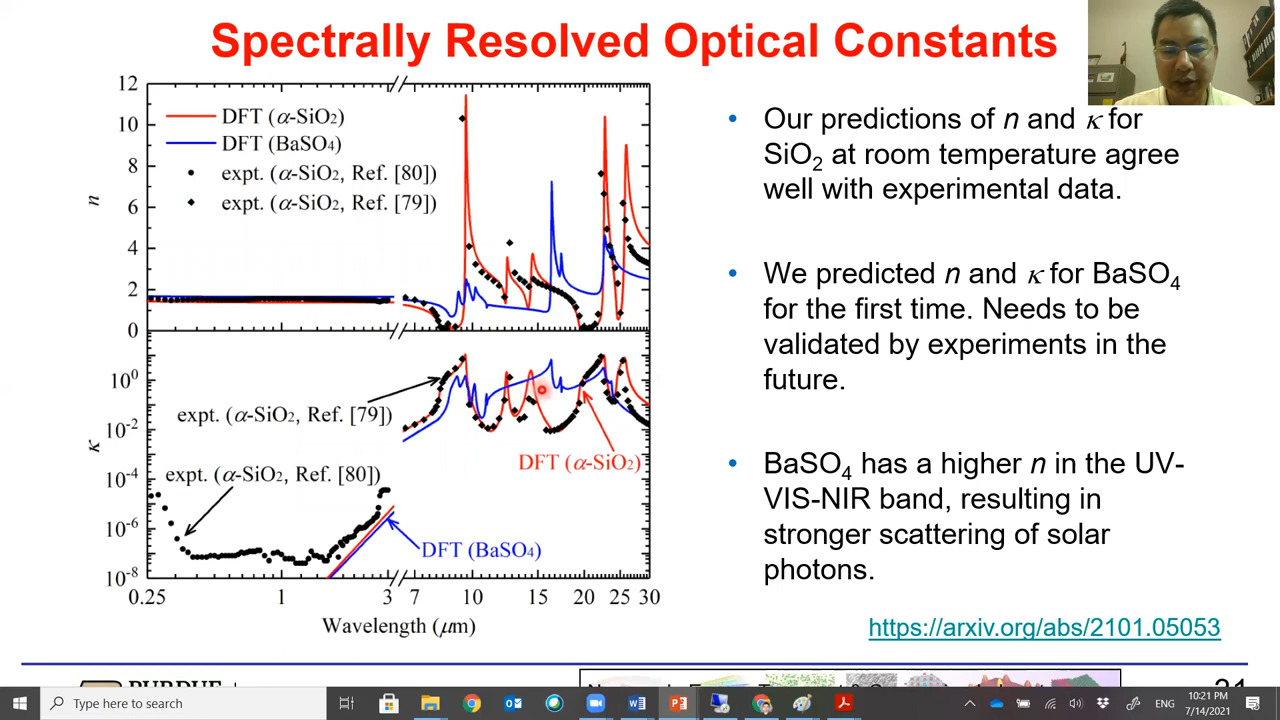 Spectrally Resolved Optical Constants
12
10
8
6
4
2
0
n
DFT (α-SiO₂)
DFT (BaSO₄)
expt. (α-SiO₂, Ref. [80])
expt. (α-SiO₂, Ref. [79])
10⁰
10⁻²
10⁻⁴
10⁻⁶
10⁻⁸
κ
expt. (α-SiO₂, Ref. [79])
expt. (α-SiO₂, Ref. [80])
DFT (α-SiO₂)
DFT (BaSO₄)
0.25 1 3 7 10 15 20 25 30
Wavelength (μm)
• Our predictions of n and κ for
SiO₂ at room temperature agree
well with experimental data.
• We predicted n and κ for BaSO₄
for the first time. Needs to be
validated by experiments in the
future.
• BaSO₄ has a higher n in the UV-
VIS-NIR band, resulting in
stronger scattering of solar
photons.
https://arxiv.org/abs/2101.05053
PURDUE
Type here to search
ENG
10:21 PM
7/14/2021